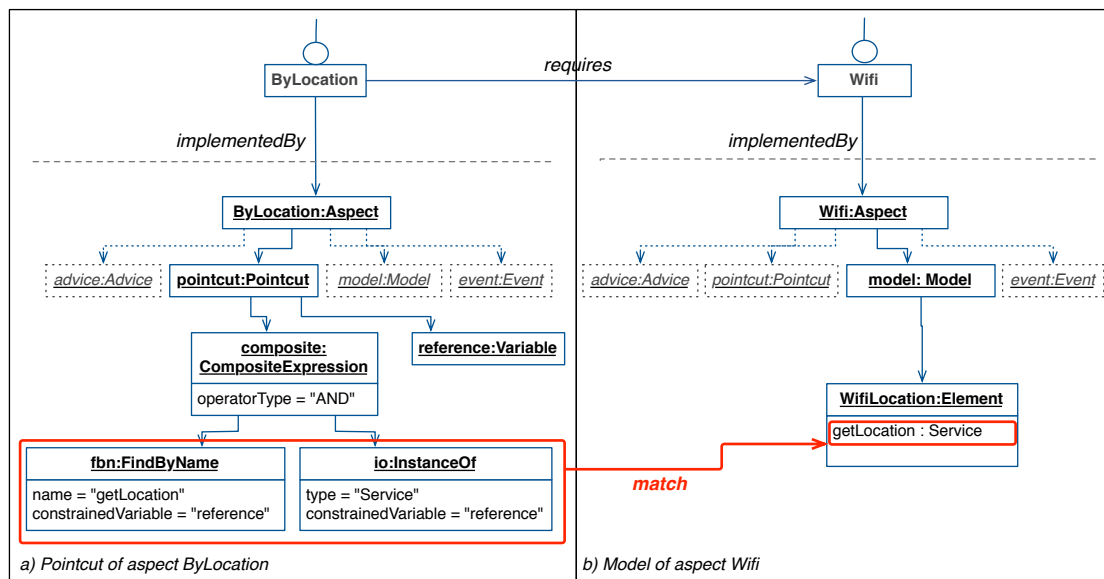 ByLocation
requires
Wifi
implementedBy
implementedBy
ByLocation:Aspect
Wifi:Aspect
advice:Advice
pointcut:Pointcut
model:Model
event:Event
advice:Advice
pointcut:Pointcut
model: Model
event:Event
composite:
CompositeExpression
operatorType = "AND"
reference:Variable
WifiLocation:Element
getLocation : Service
fbn:FindByName
name = "getLocation"
constrainedVariable = "reference"
io:InstanceOf
type = "Service"
constrainedVariable = "reference"
match
a) Pointcut of aspect ByLocation
b) Model of aspect Wifi